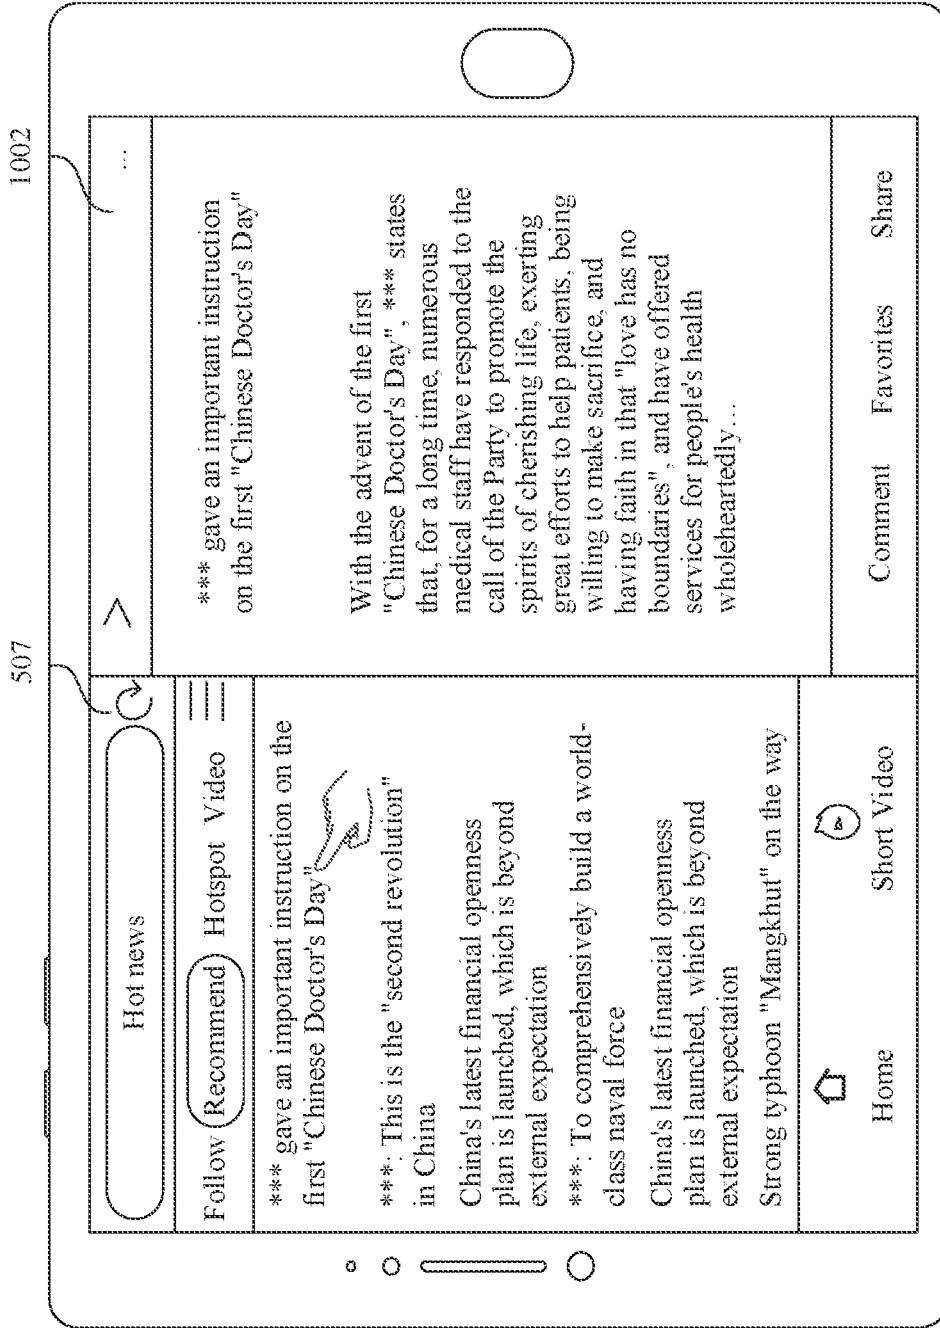 507
1002
Hot news
Follow Recommend Hotspot Video
*** gave an important instruction on the
first "Chinese Doctor's Day"
***: This is the "second revolution"
in China
China's latest financial openness
plan is launched, which is beyond
external expectation
***: To comprehensively build a world-
class naval force
China's latest financial openness
plan is launched, which is beyond
external expectation
Strong typhoon "Mangkhut" on the way
Home
Short Video
...
*** gave an important instruction
on the first "Chinese Doctor's Day"
With the advent of the first
"Chinese Doctor's Day", *** states
that, for a long time, numerous
medical staff have responded to the
call of the Party to promote the
spirits of cherishing life, exerting
great efforts to help patients, being
willing to make sacrifice, and
having faith in that "love has no
boundaries", and have offered
services for people's health
wholeheartedly...
Comment
Favorites
Share